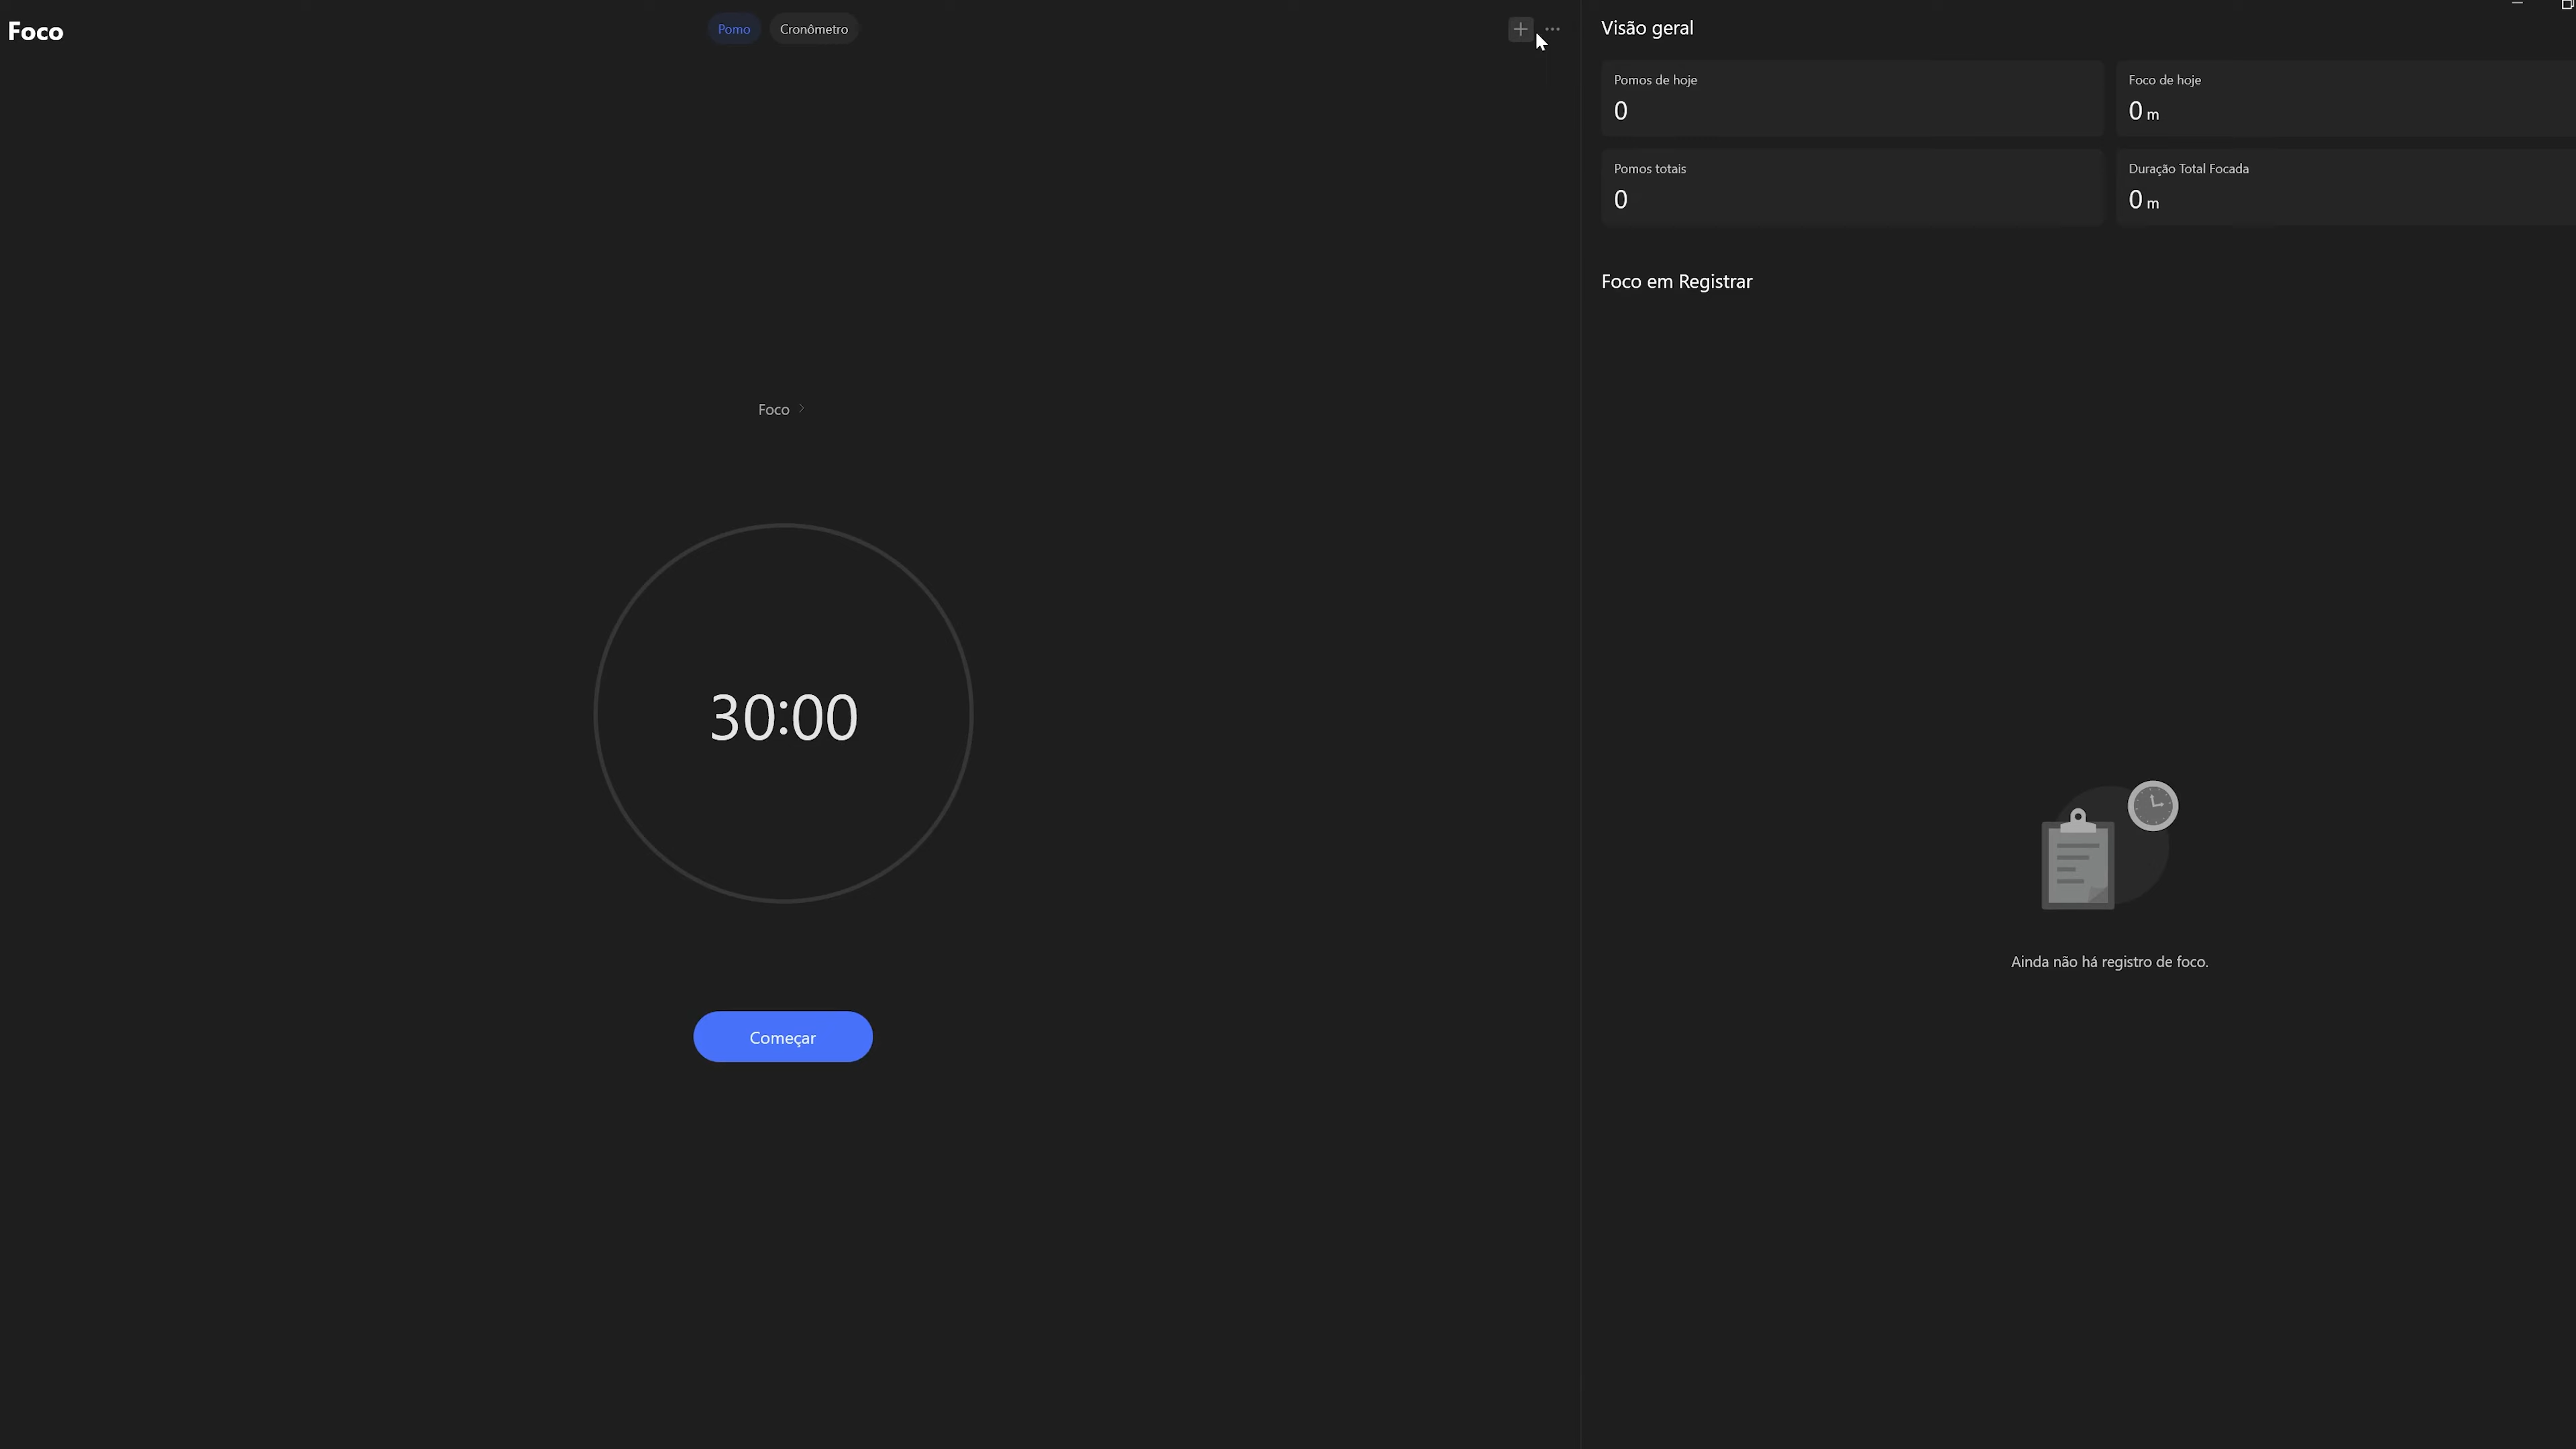 Foco
Pomo
Cronômetro
Foco
30:00
Começar
Visão geral
Pomos de hoje
0
Foco de hoje
0 m
Pomos totais
0
Duração Total Focada
0 m
Foco em Registrar
Ainda não há registro de foco.